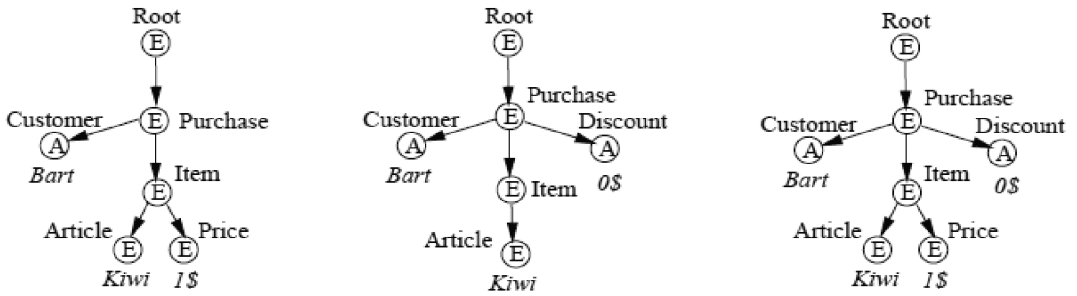 Root
E
Customer
E Purchase
A
Bart
Item
E
Article
Price
E E
Kiwi 1$
Root
E
Purchase
Customer
E
Discount
A
A
Bart
0$
E Item
Article
E
Kiwi
Root
E
Purchase
Customer
E
Discount
A
A
Bart
0$
Item
E
Article
Price
E E
Kiwi 1$